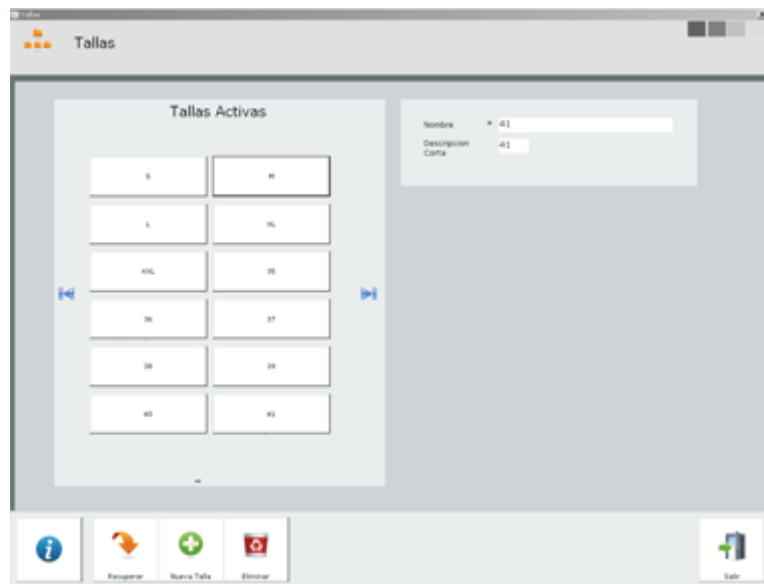 Tallas
Tallas
Tallas Activas
S
M
L
XL
XXL
35
36
37
38
39
40
41
Nombre * 41
Descripcion
Corta 41
Recuperar
Nueva Talla
Eliminar
Salir